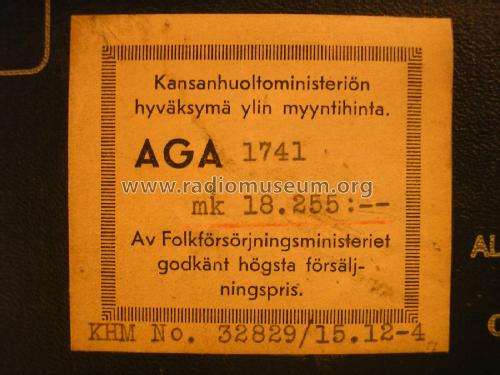 Kansanhuoltoministeriön
hyväksymä ylin myyntihinta.
AGA 1741
www.radiomuseum.org
mk 18.255:--
Av Folkförsörjningsministeriet
godkänt högsta försälj-
ningspris.
KHM No. 32829/15.12-4
AL